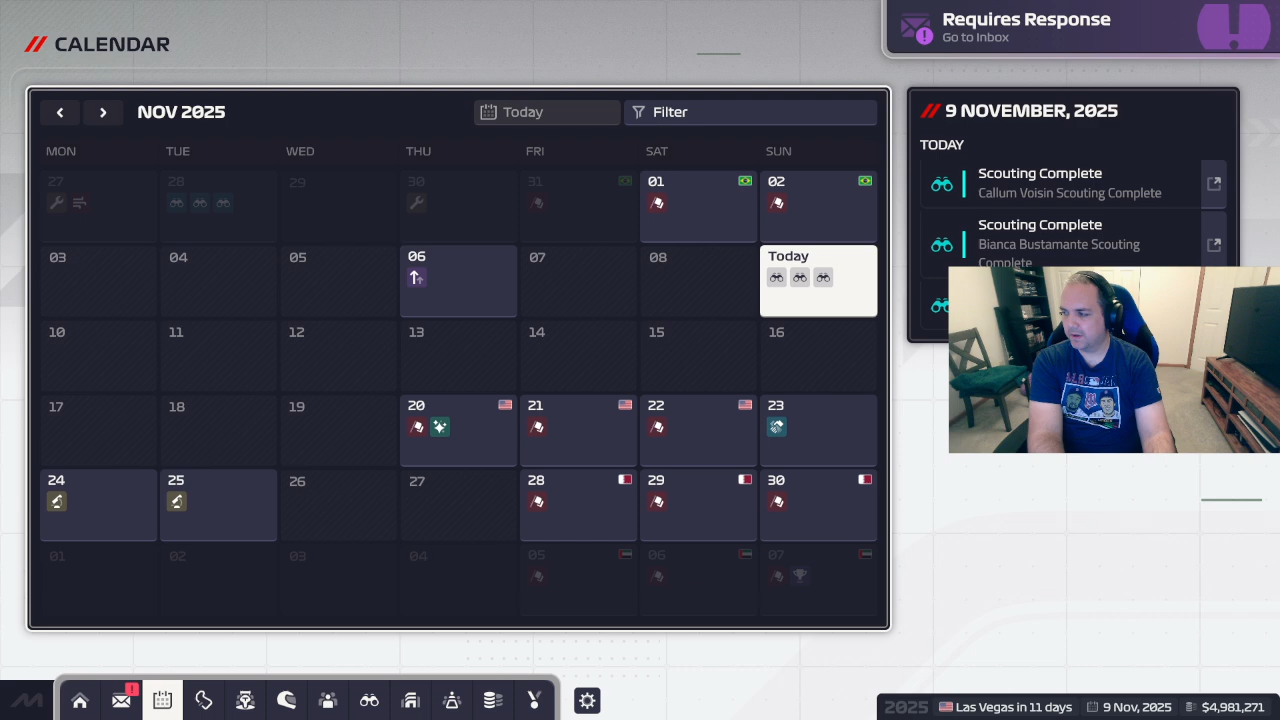 Requires Response
Go to Inbox
CALENDAR
NOV 2025
Today
Filter
MON TUE WED THU FRI SAT SUN
27 28 29 30 31 01 02
03 04 05 06 07 08 Today
10 11 12 13 14 15 16
17 18 19 20 21 22 23
24 25 26 27 28 29 30
01 02 03 04 05 06 07
9 NOVEMBER, 2025
TODAY
Scouting Complete
Callum Voisin Scouting Complete
Scouting Complete
Bianca Bustamante Scouting
Complete
2025 Las Vegas in 11 days 9 Nov, 2025 $4,981,271